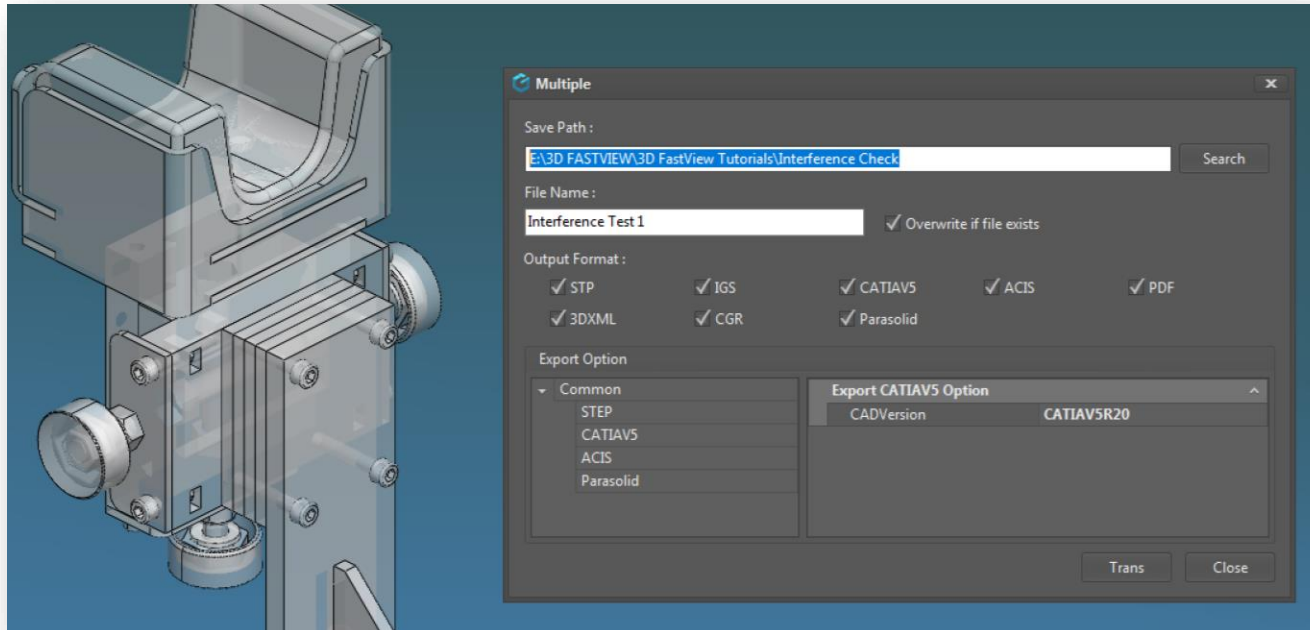 Multiple
Save Path :
E:\3D FASTVIEW\3D FastView Tutorials\Interference Check
Search
File Name :
Interference Test 1
Overwrite if file exists
Output Format :
STP IGS CATIAV5 ACIS PDF
3DXML CGR Parasolid
Export Option
Common
STEP
CATIAV5
ACIS
Parasolid
Export CATIAV5 Option
CADVersion CATIAV5R20
Trans Close